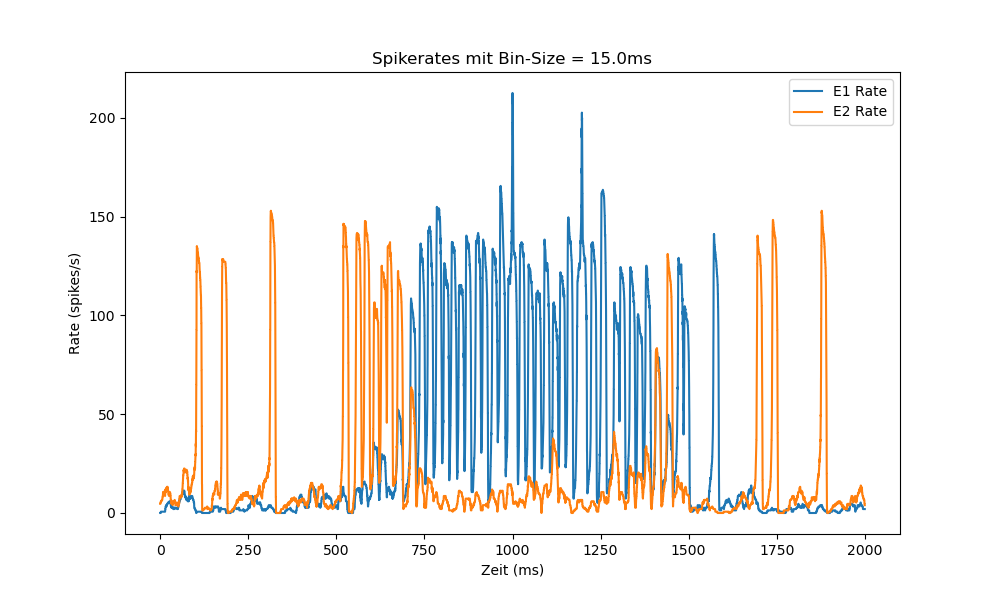 Spikerates mit Bin-Size = 15.0ms
E1 Rate
E2 Rate
Rate (spikes/s)
200
150
100
50
0
0 250 500 750 1000 1250 1500 1750 2000
Zeit (ms)